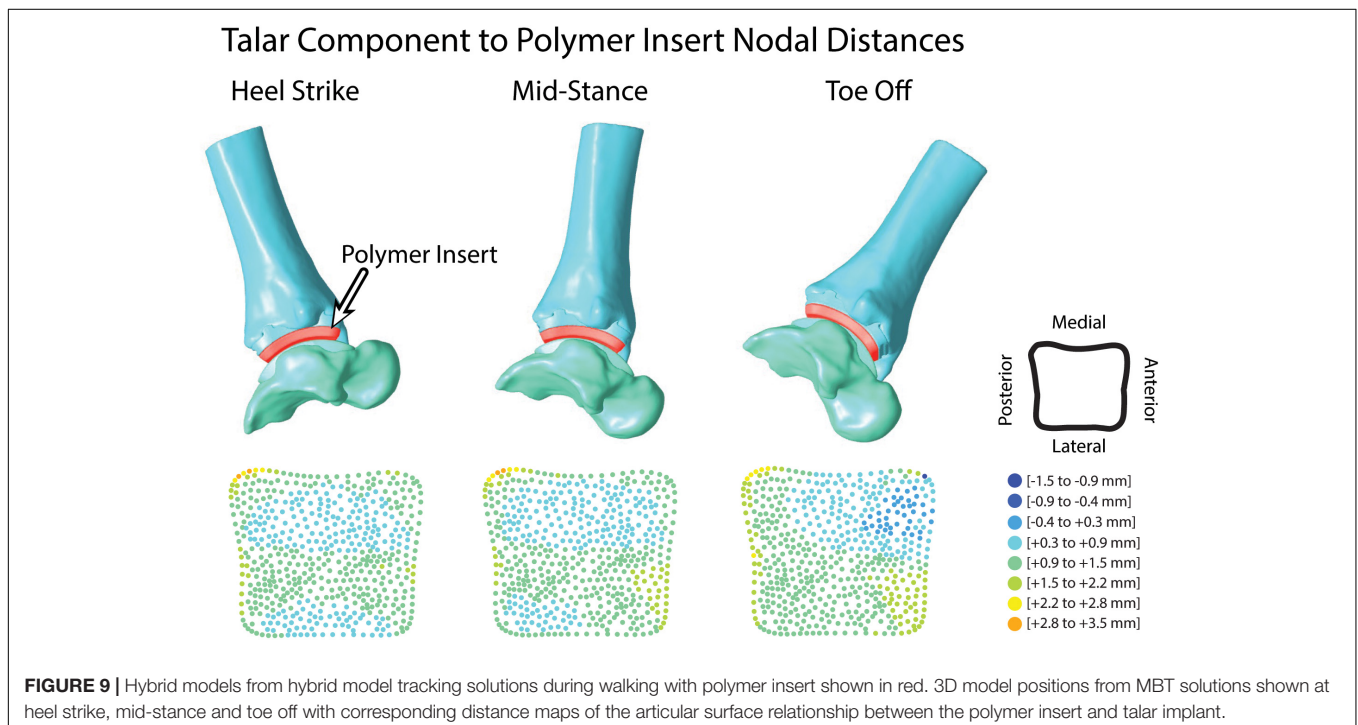 Talar Component to Polymer Insert Nodal Distances
Heel Strike
Mid-Stance
Toe Off
Polymer Insert
Medial
Posterior
Anterior
Lateral
[-1.5 to -0.9 mm]
[-0.9 to -0.4 mm]
[-0.4 to +0.3 mm]
[+0.3 to +0.9 mm]
[+0.9 to +1.5 mm]
[+1.5 to +2.2 mm]
[+2.2 to +2.8 mm]
[+2.8 to +3.5 mm]
FIGURE 9 | Hybrid models from hybrid model tracking solutions during walking with polymer insert shown in red. 3D model positions from MBT solutions shown at
heel strike, mid-stance and toe off with corresponding distance maps of the articular surface relationship between the polymer insert and talar implant.